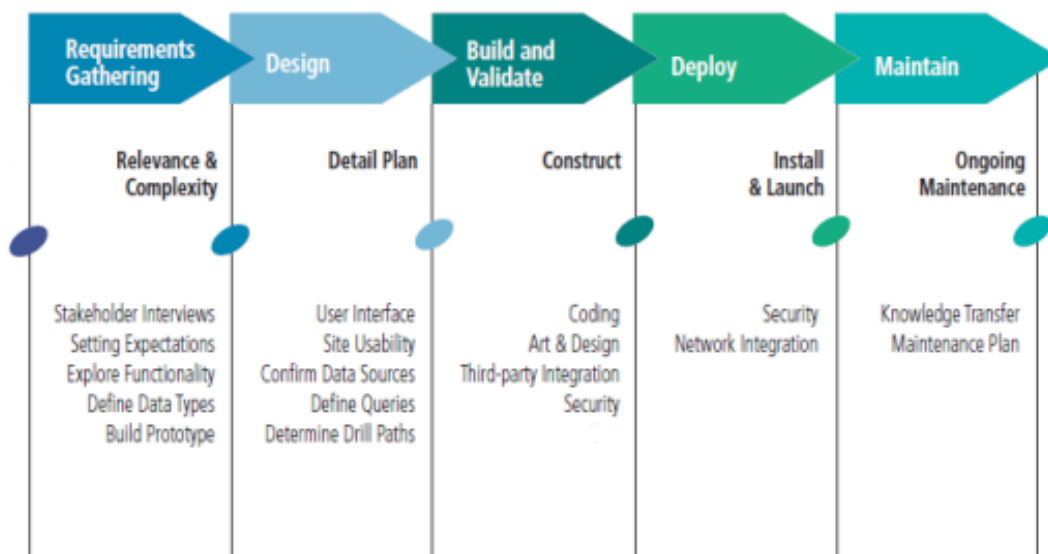 Requirements
Gathering
Design
Build and
Validate
Deploy
Maintain
Relevance &
Complexity
Detail Plan
Construct
Install
& Launch
Ongoing
Maintenance
Stakeholder Interviews
Setting Expectations
Explore Functionality
Define Data Types
Build Prototype
User Interface
Site Usability
Confirm Data Sources
Define Queries
Determine Drill Paths
Coding
Art & Design
Third-party Integration
Security
Security
Network Integration
Knowledge Transfer
Maintenance Plan